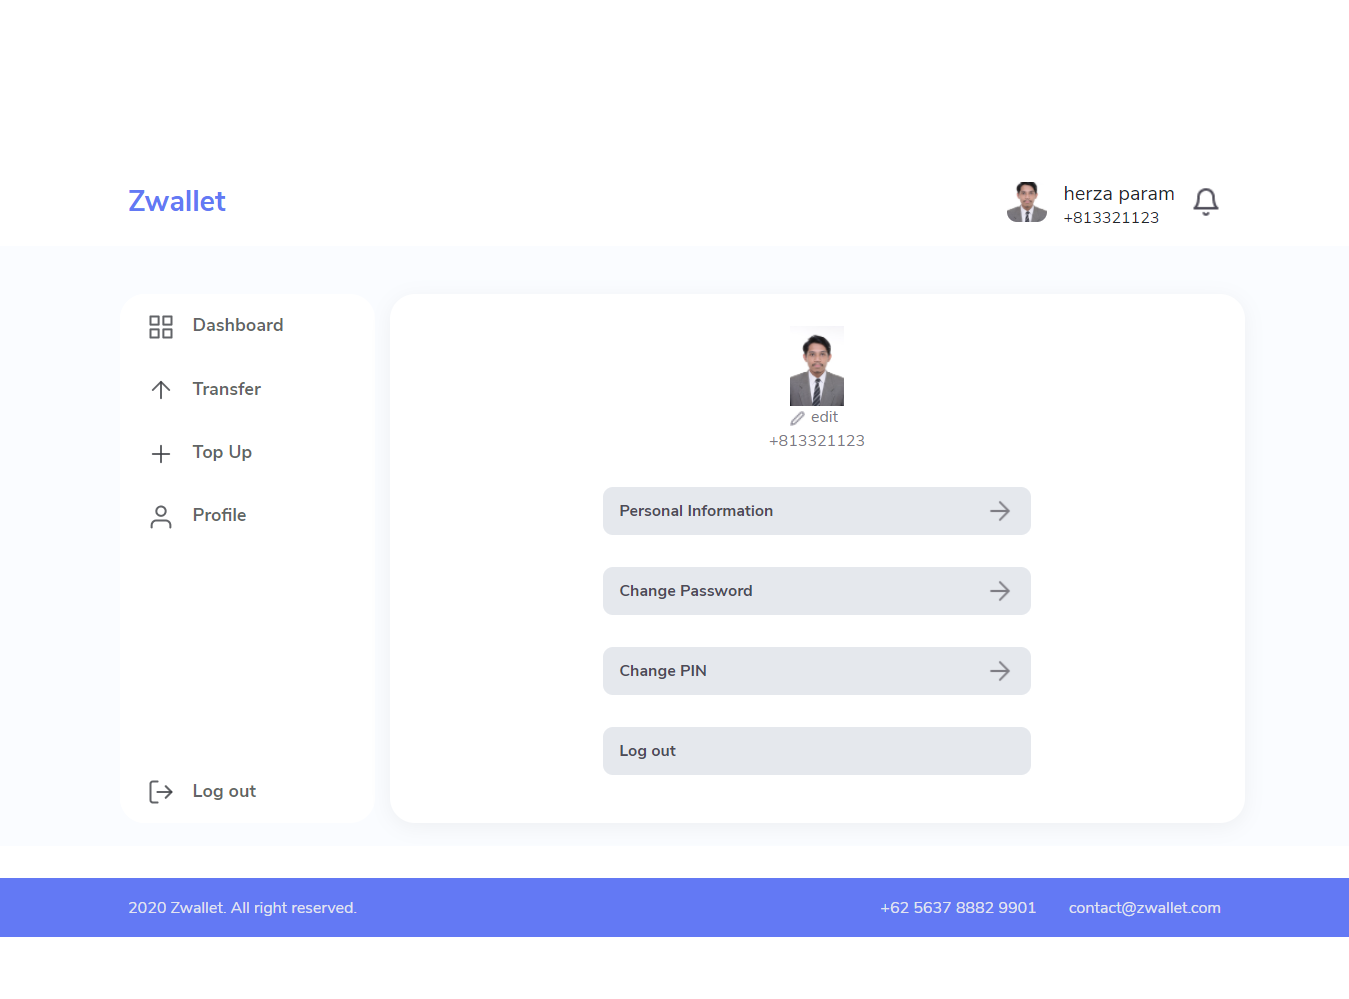 Zwallet
herza param
+813321123
Dashboard
Transfer
Top Up
Profile
Log out
edit
+813321123
Personal Information
Change Password
Change PIN
Log out
2020 Zwallet. All right reserved.
+62 5637 8882 9901
contact@zwallet.com